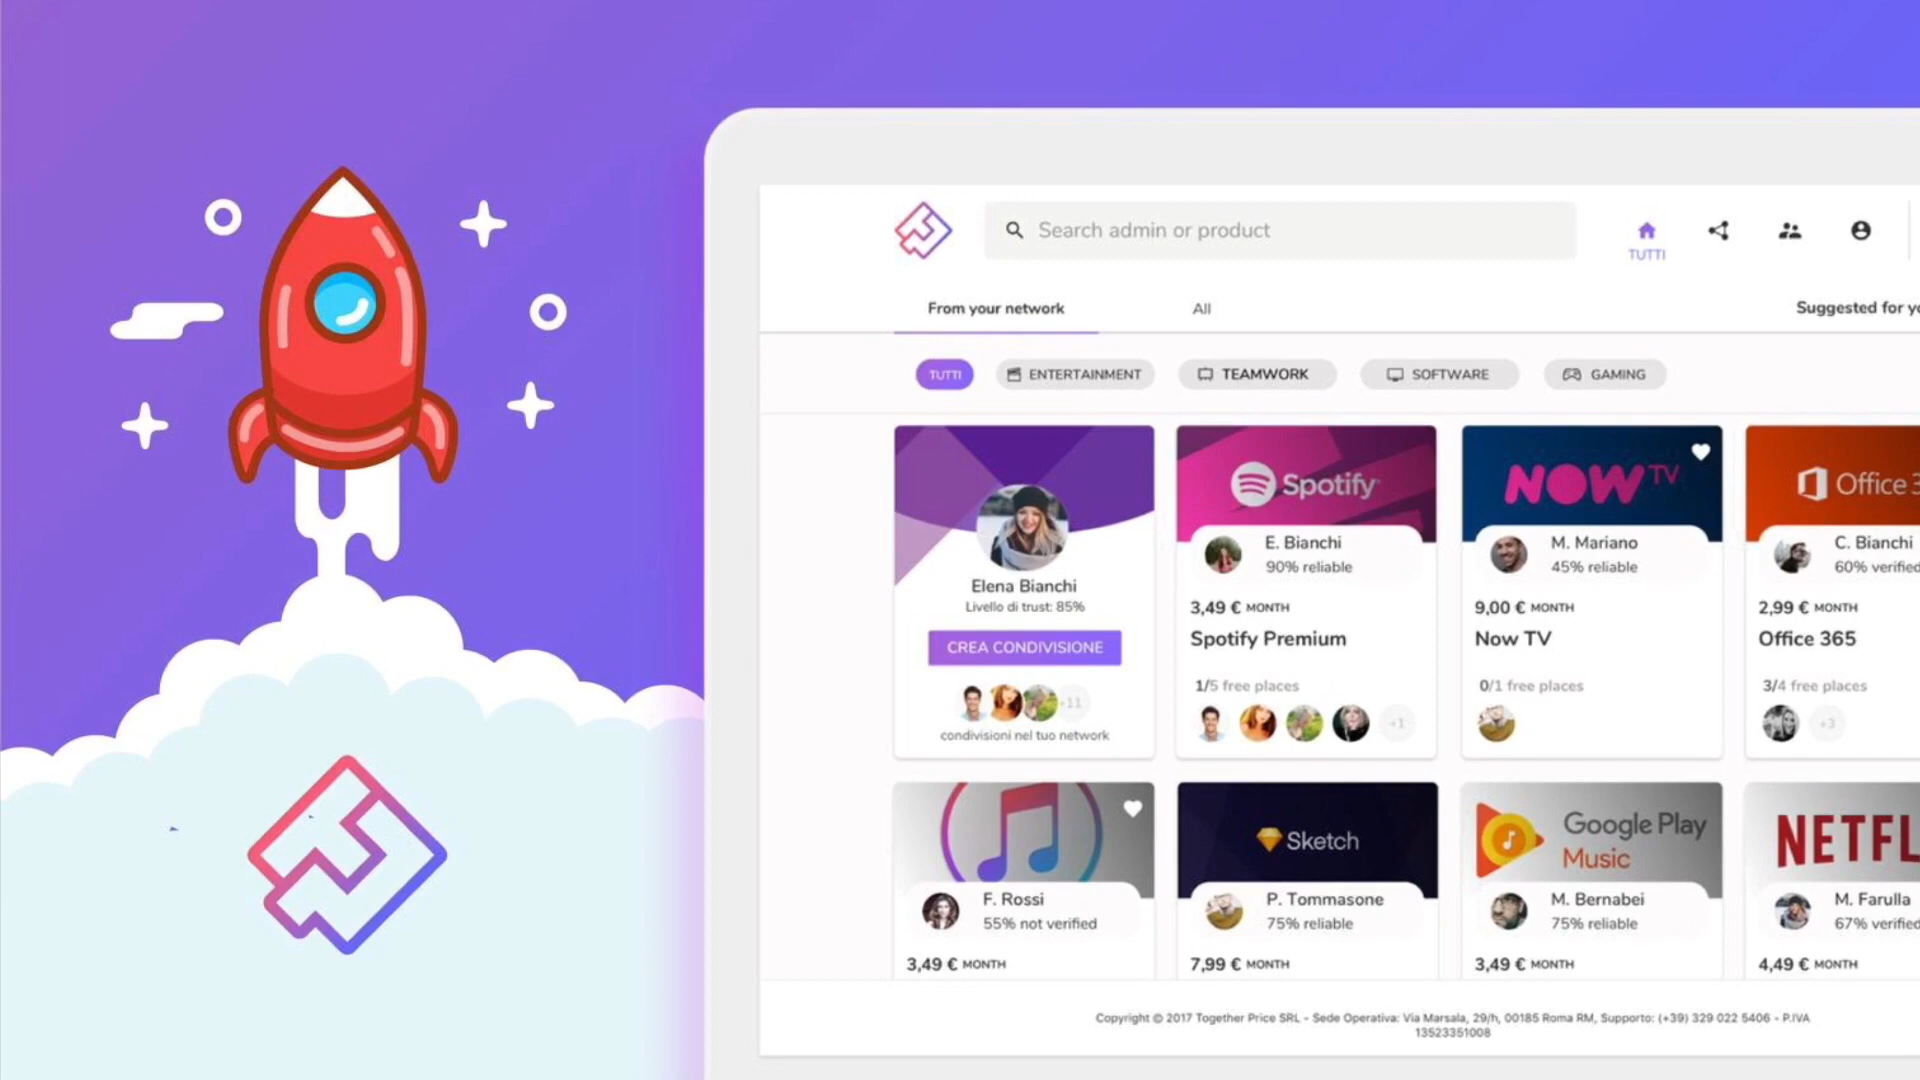 Search admin or product
TUTTI
From your network
All
Suggested for
TUTTI
ENTERTAINMENT
TEAMWORK
SOFTWARE
GAMING
Elena Bianchi
Livello di trust: 85%
CREA CONDIVISIONE
+11
condivisioni nel tuo network
Spotify
E. Bianchi
90% reliable
3,49 € MONTH
Spotify Premium
1/5 free places
+1
NOW TV
M. Mariano
45% reliable
9,00 € MONTH
Now TV
0/1 free places
Office
C. Bianchi
60% verified
2,99 € MONTH
Office 365
3/4 free places
+3
F. Rossi
55% not verified
3,49 € MONTH
Sketch
P. Tommasone
75% reliable
7,99 € MONTH
Google Play
Music
M. Bernabei
75% reliable
3,49 € MONTH
NETFL
M. Farulla
67% verified
4,49 € MONTH
Copyright © 2017 Together Price SRL - Sede Operativa: Via Marsala, 29/h, 00185 Roma RM, Supporto: (+39) 329 022 5406 - P.IVA
13523351008